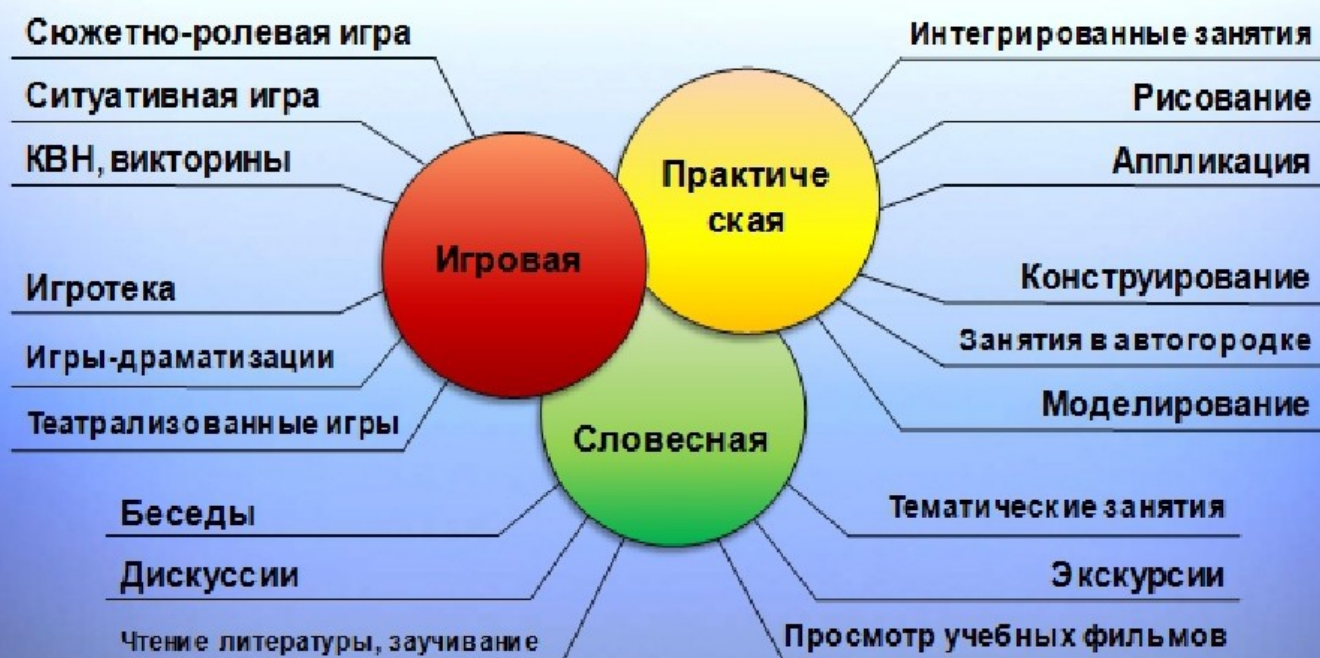 Сюжетно-ролевая игра
Ситуативная игра
КВН, викторины
Игротека
Игры-драматизации
Театрализованные игры
Игровая
Практиче
ская
Интегрированные занятия
Рисование
Аппликация
Конструирование
Занятия в автогородке
Моделирование
Словесная
Беседы
Дискуссии
Чтение литературы, заучивание
Тематические занятия
Экскурсии
Просмотр учебных фильмов